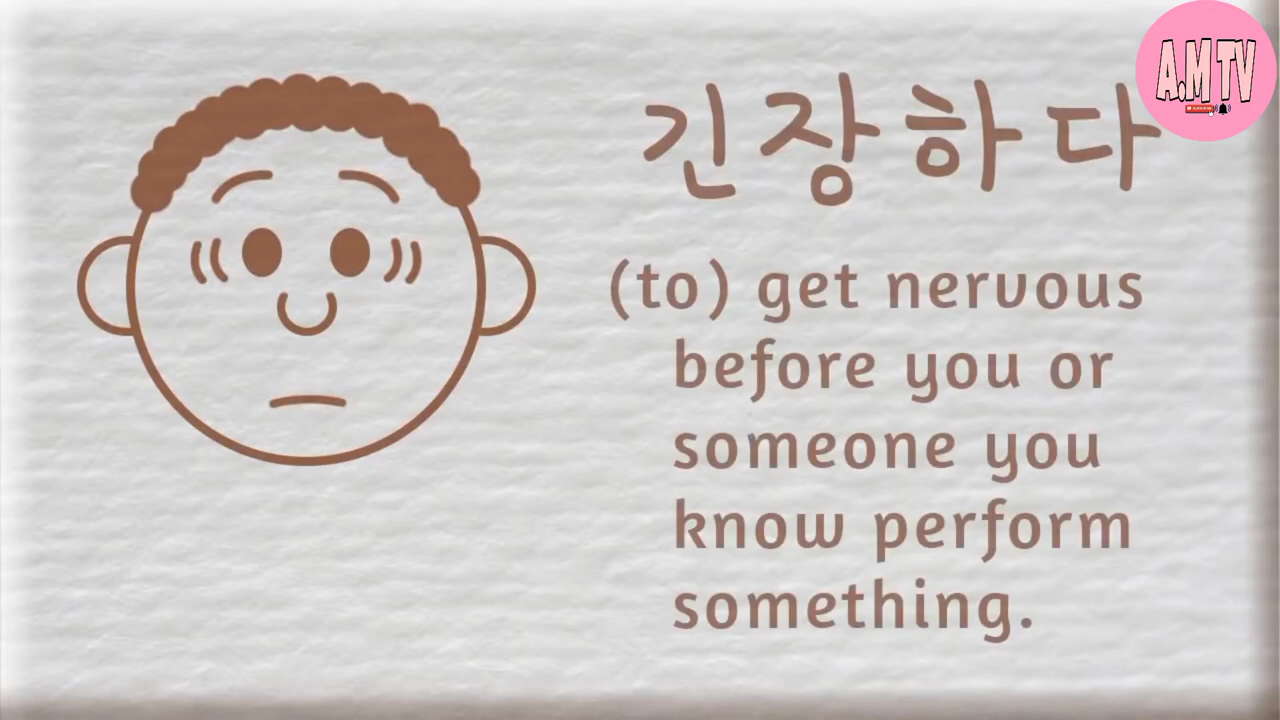 긴장하다
A.M TV
(to) get nervous
before you or
someone you
know perform
something.